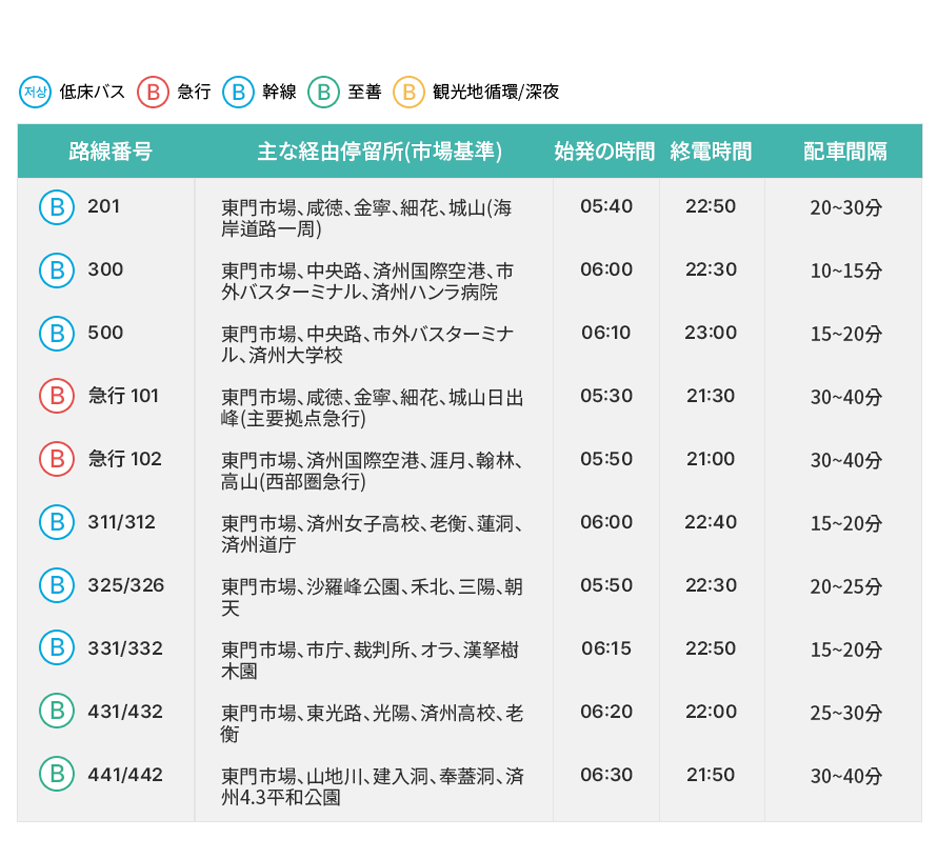 저상 低床バス B 急行 B 幹線 B 至善 B 観光地循環/深夜
路線番号 主な経由停留所(市場基準) 始発の時間 終電時間 配車間隔
B 201 東門市場、咸徳、金寧、細花、城山(海 05:40 22:50 20~30分
岸道路一周)
B 300 東門市場、中央路、済州国際空港、市 06:00 22:30 10~15分
外バスターミナル、済州ハンラ病院
B 500 東門市場、中央路、市外バスターミナ 06:10 23:00 15~20分
ル、済州大学校
B 急行 101 東門市場、咸徳、金寧、細花、城山日出 05:30 21:30 30~40分
峰(主要拠点急行)
B 急行 102 東門市場、済州国際空港、涯月、翰林、 05:50 21:00 30~40分
高山(西部圏急行)
B 311/312 東門市場、済州女子高校、老衡、蓮洞、 06:00 22:40 15~20分
済州道庁
B 325/326 東門市場、沙羅峰公園、禾北、三陽、朝 05:50 22:30 20~25分
天
B 331/332 東門市場、市庁、裁判所、オラ、漢拏樹 06:15 22:50 15~20分
木園
B 431/432 東門市場、東光路、光陽、済州高校、老 06:20 22:00 25~30分
衡
B 441/442 東門市場、山地川、建入洞、奉蓋洞、済 06:30 21:50 30~40分
州4.3平和公園